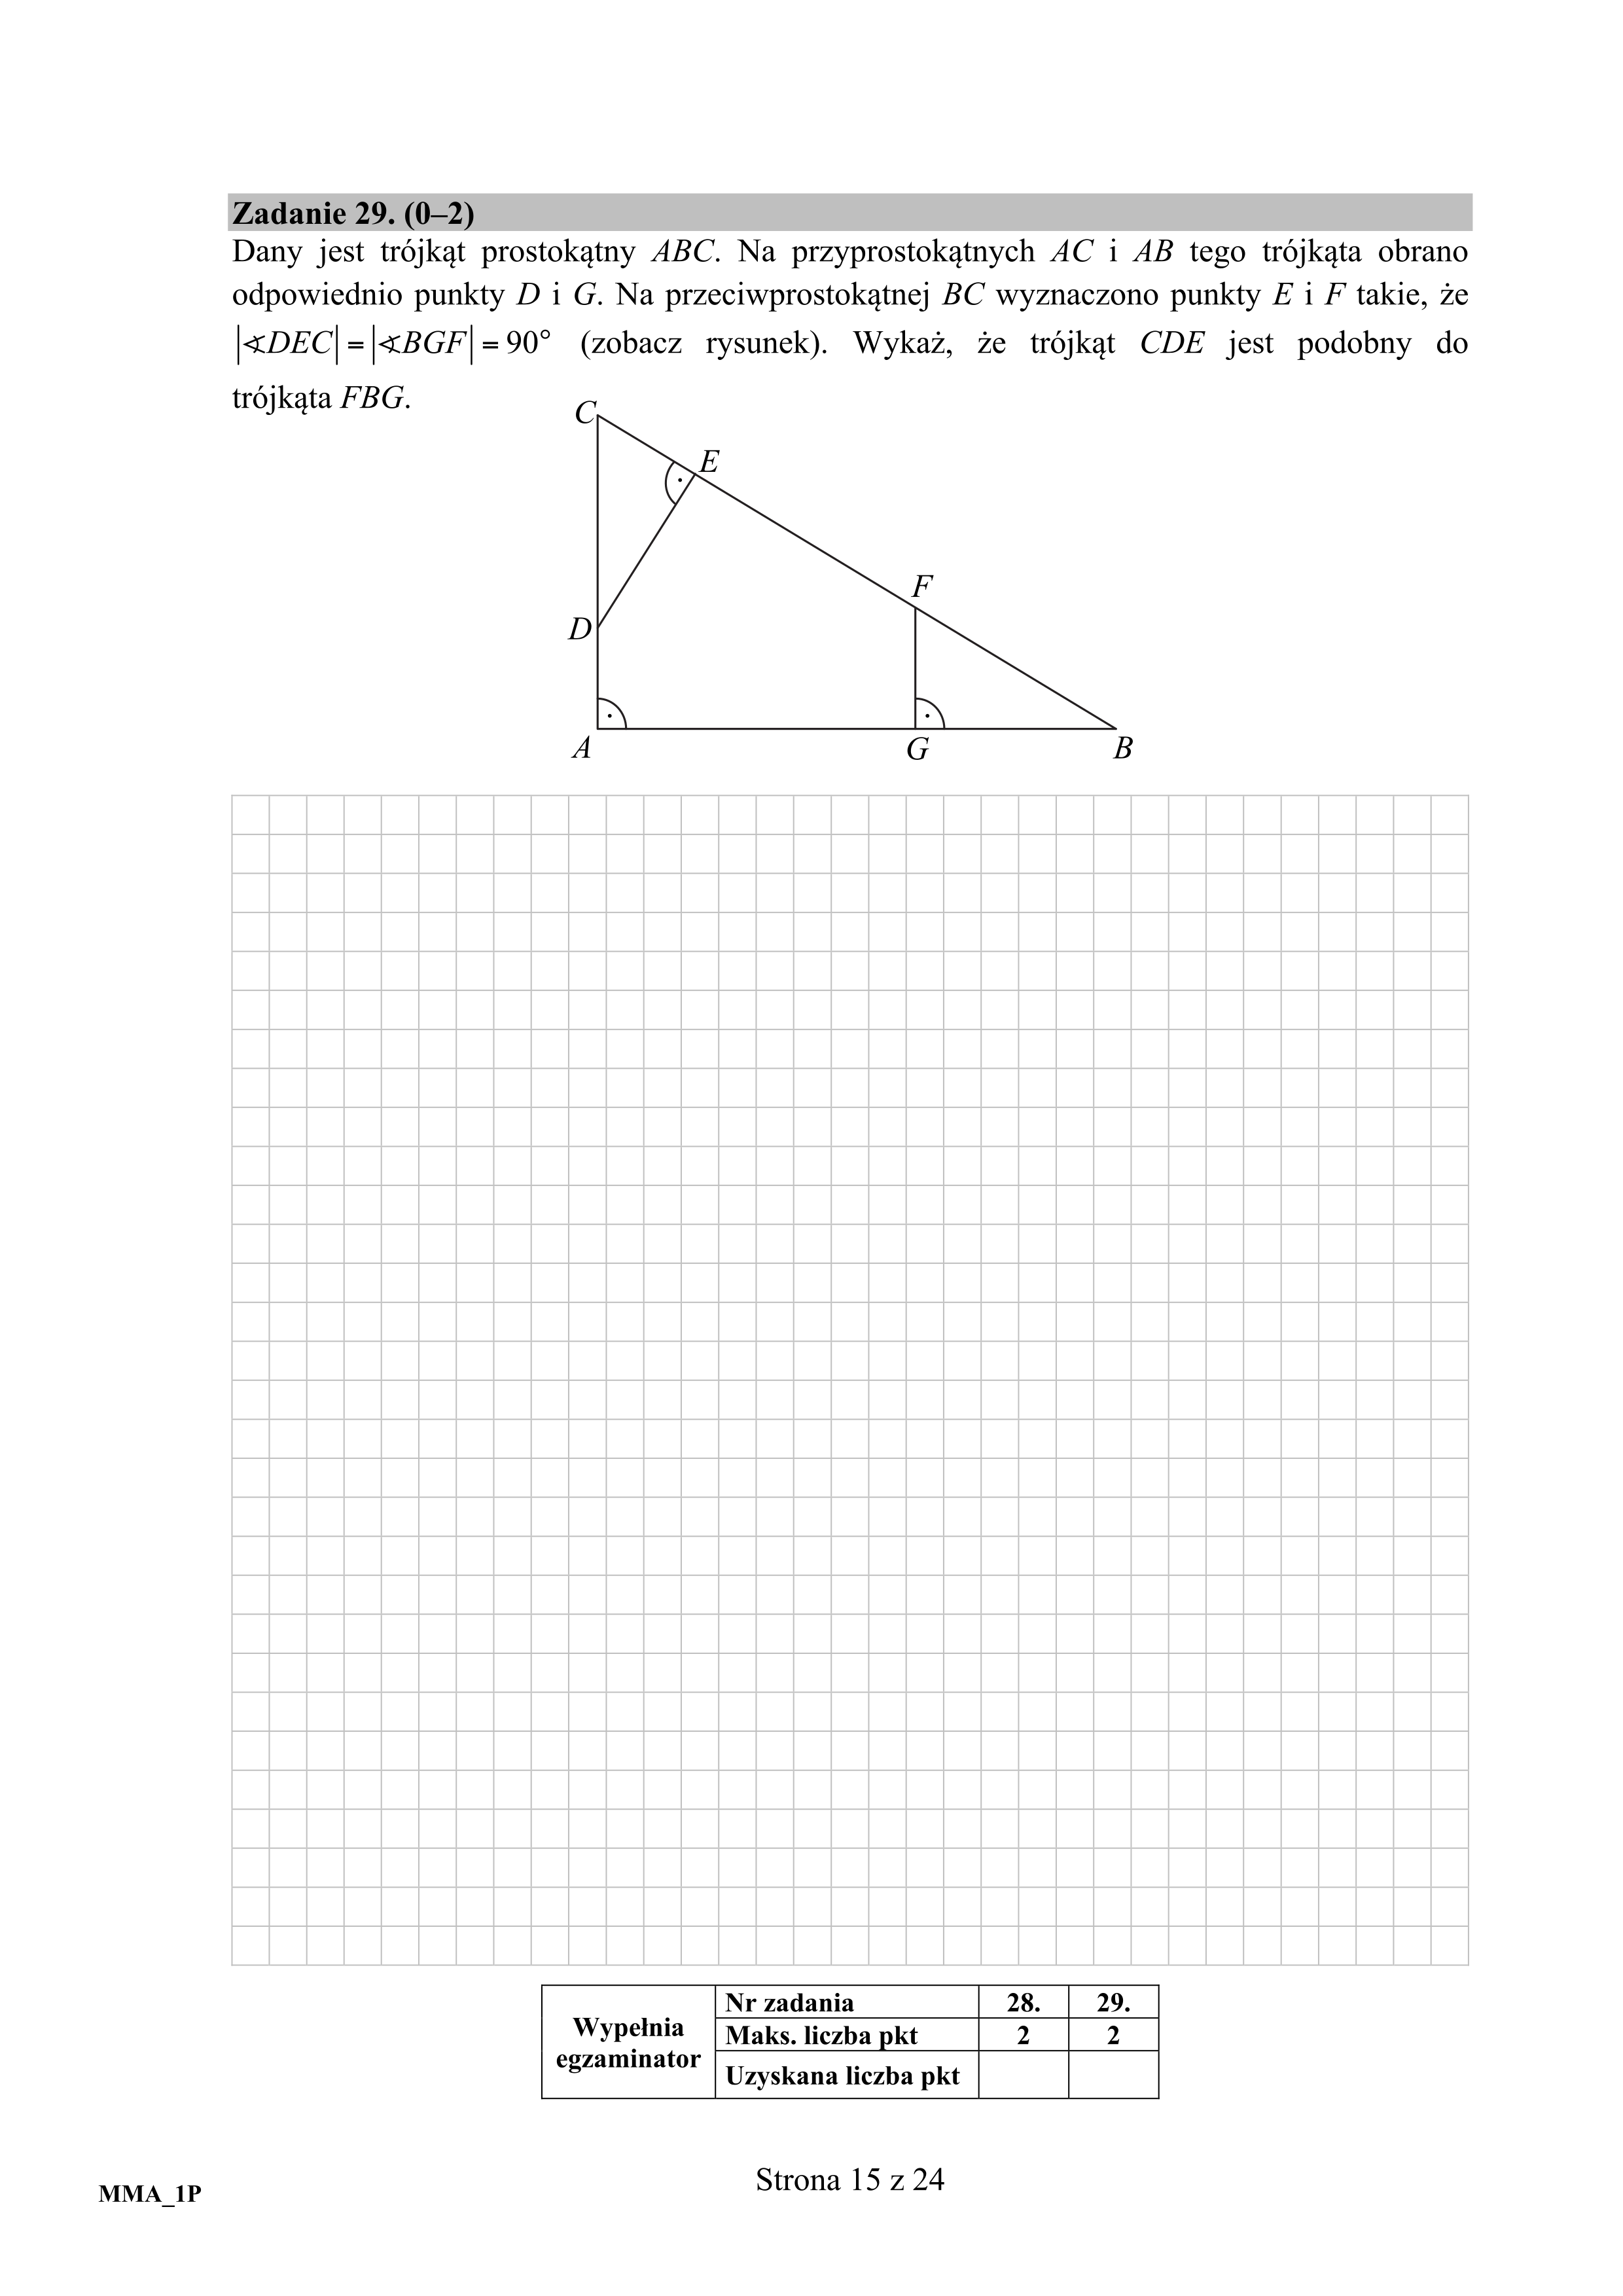 Zadanie 29. (0–2)
Dany jest trójkąt prostokątny ABC. Na przyprostokątnych AC i AB tego trójkąta obrano
odpowiednio punkty D i G. Na przeciwprostokątnej BC wyznaczono punkty E i F takie, że
|∢DEC| = |∢BGF| = 90° (zobacz rysunek). Wykaż, że trójkąt CDE jest podobny do
trójkąta FBG.
C
E
F
D
A
G
B
Wypełnia
egzaminator
Nr zadania 28. 29.
Maks. liczba pkt 2 2
Uzyskana liczba pkt
Strona 15 z 24
MMA_1P